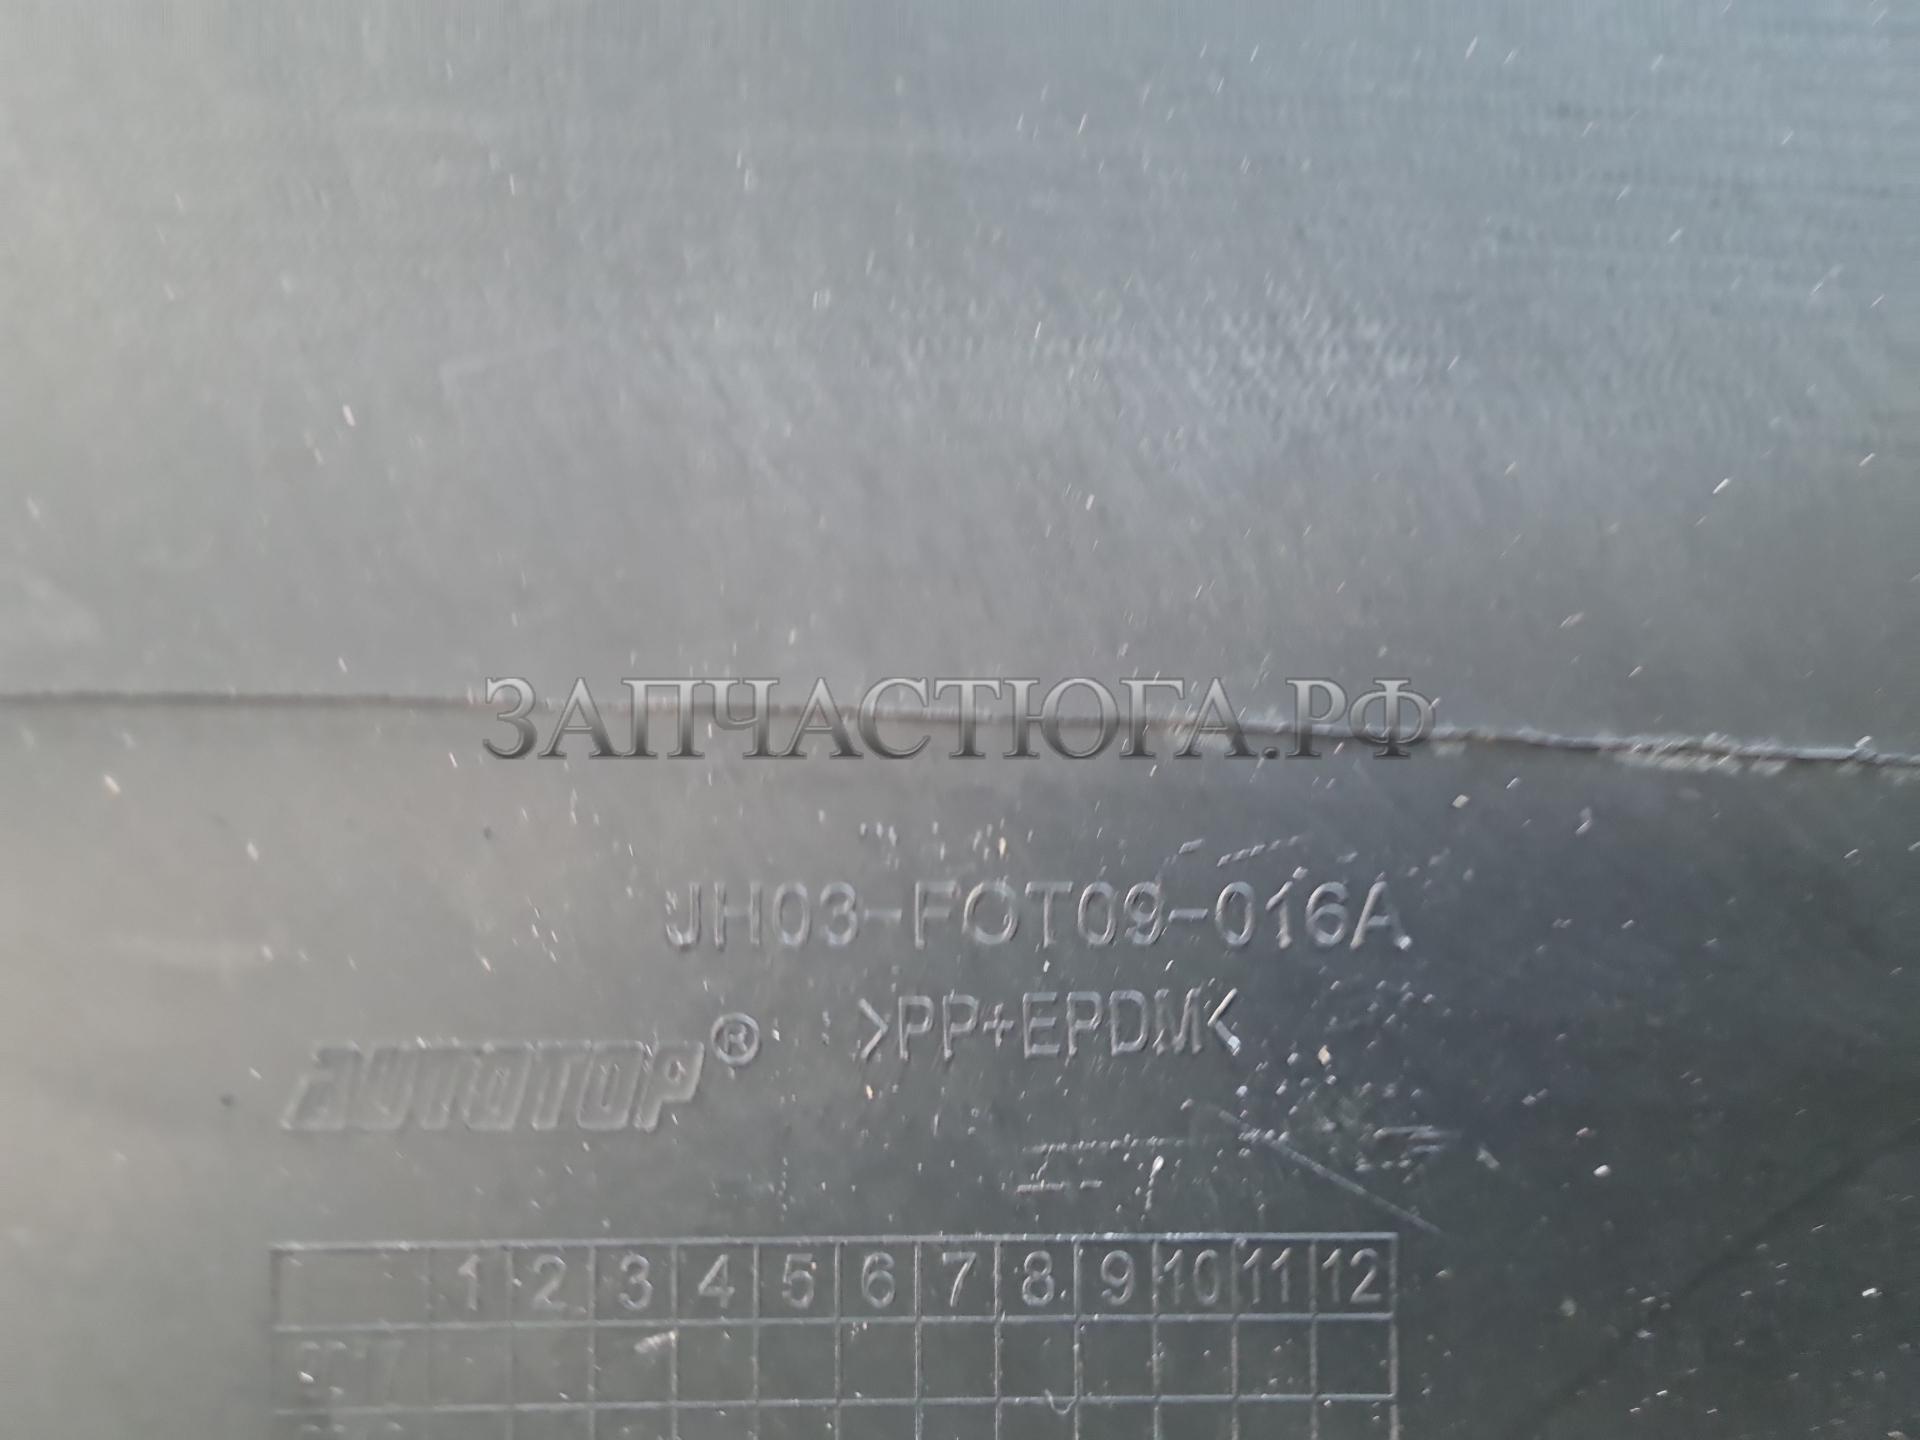 ЗАПЧАСТЮГА.РФ
JH03-FOT09-016A
>PP+EPDM<
AUTOTOP®
1 2 3 4 5 6 7 8 9 10 11 12